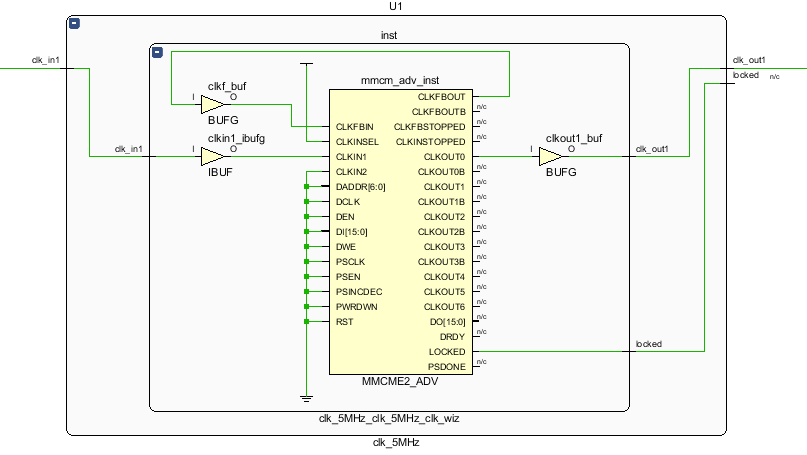 U1
inst
clk_in1
clk_out1
locked n/c
mmcm_adv_inst
clkf_buf
I O
BUFG
CLKFBOUT
CLKFBOUTB n/c
CLKFBIN CLKFBSTOPPED n/c
CLKINSEL CLKINSTOPPED n/c
clkin1_ibufg
clkout1_buf
clk_in1 I O CLKIN1 CLKOUT0 I O clk_out1
IBUF
BUFG
CLKIN2 CLKOUT0B n/c
DADDR[6:0] CLKOUT1 n/c
DCLK CLKOUT1B n/c
DEN CLKOUT2 n/c
DI[15:0] CLKOUT2B n/c
DWE CLKOUT3 n/c
PSCLK CLKOUT3B n/c
PSEN CLKOUT4 n/c
PSINCDEC CLKOUT5 n/c
PWRDWN CLKOUT6 n/c
RST DO[15:0] n/c
DRDY n/c
LOCKED locked
PSDONE n/c
MMCME2_ADV
clk_5MHz_clk_5MHz_clk_wiz
clk_5MHz